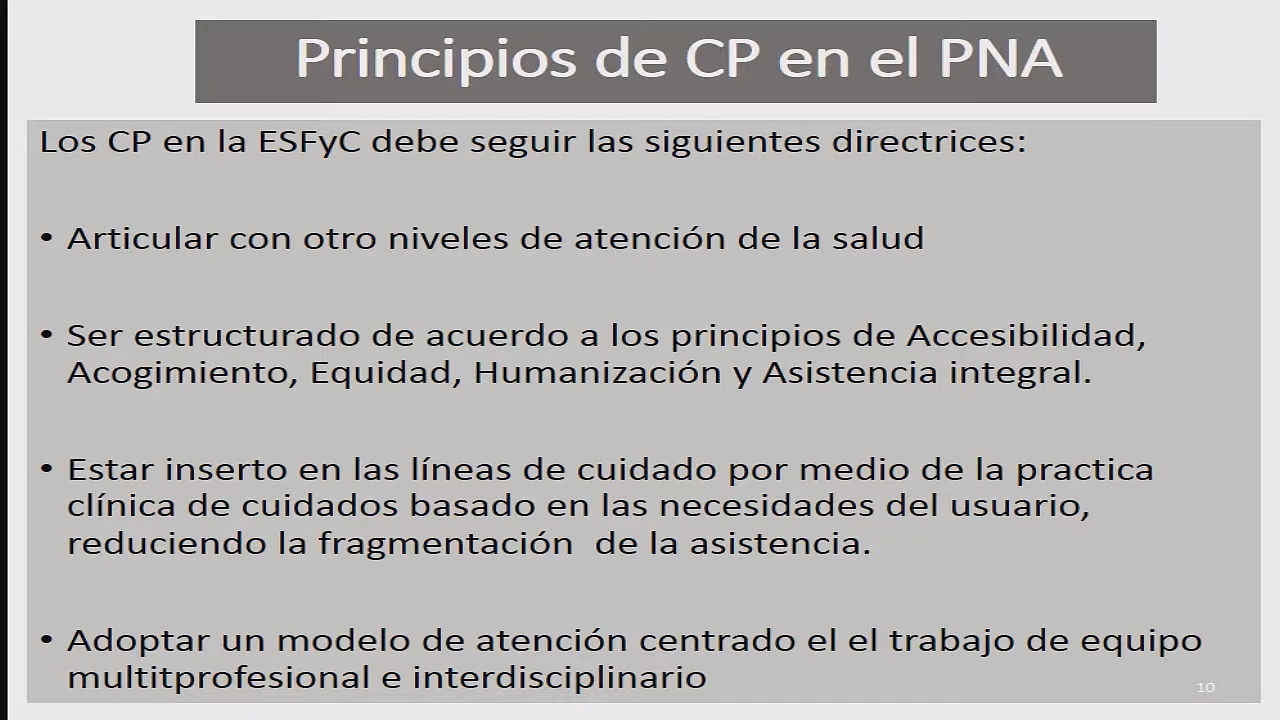 Principios de CP en el PNA
Los CP en la ESFyC debe seguir las siguientes directrices:
• Articular con otro niveles de atención de la salud
• Ser estructurado de acuerdo a los principios de Accesibilidad,
Acogimiento, Equidad, Humanización y Asistencia integral.
• Estar inserto en las líneas de cuidado por medio de la practica
clínica de cuidados basado en las necesidades del usuario,
reduciendo la fragmentación  de la asistencia.
• Adoptar un modelo de atención centrado el el trabajo de equipo
multitprofesional e interdisciplinario
10